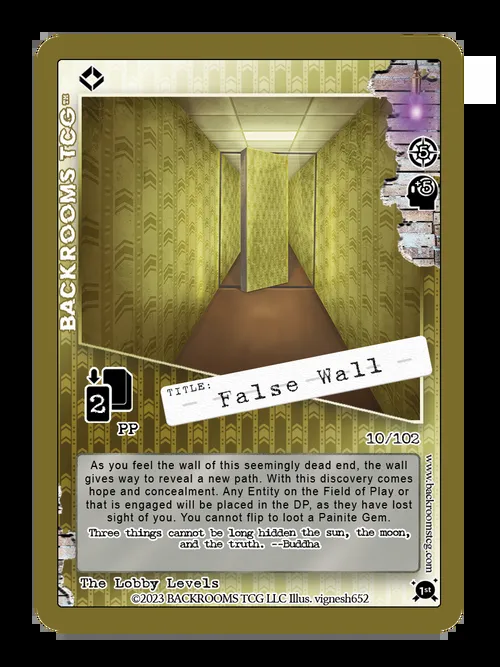 BACKROOMS TCG™
5
+5
TITLE: False Wall
2
PP
10/102
As you feel the wall of this seemingly dead end, the wall
gives way to reveal a new path. With this discovery comes
hope and concealment. Any Entity on the Field of Play or
that is engaged will be placed in the DP, as they have lost
sight of you. You cannot flip to loot a Painite Gem.
Three things cannot be long hidden the sun, the moon,
and the truth. --Buddha
www.backroomstcg.com
The Lobby Levels
1st
©2023 BACKROOMS TCG LLC Illus. vignesh652